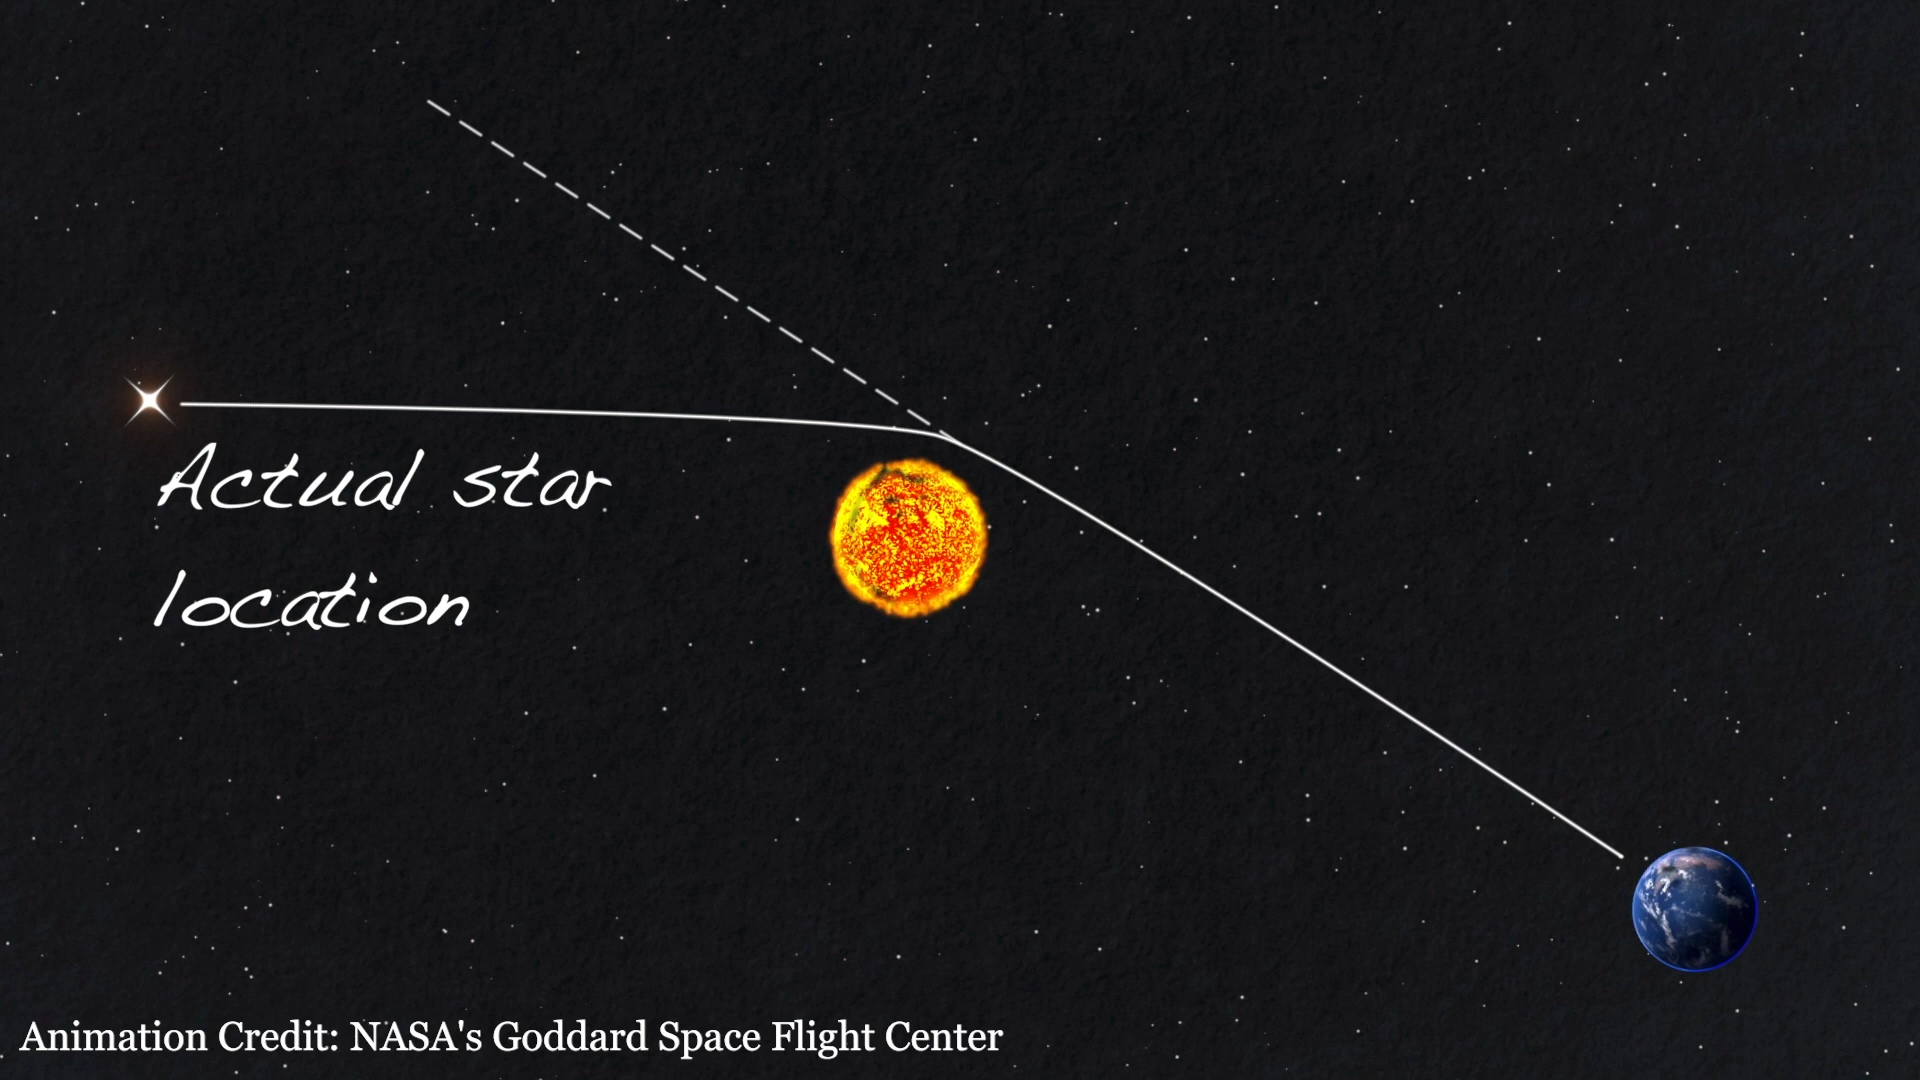 Actual star
location
Animation Credit: NASA's Goddard Space Flight Center